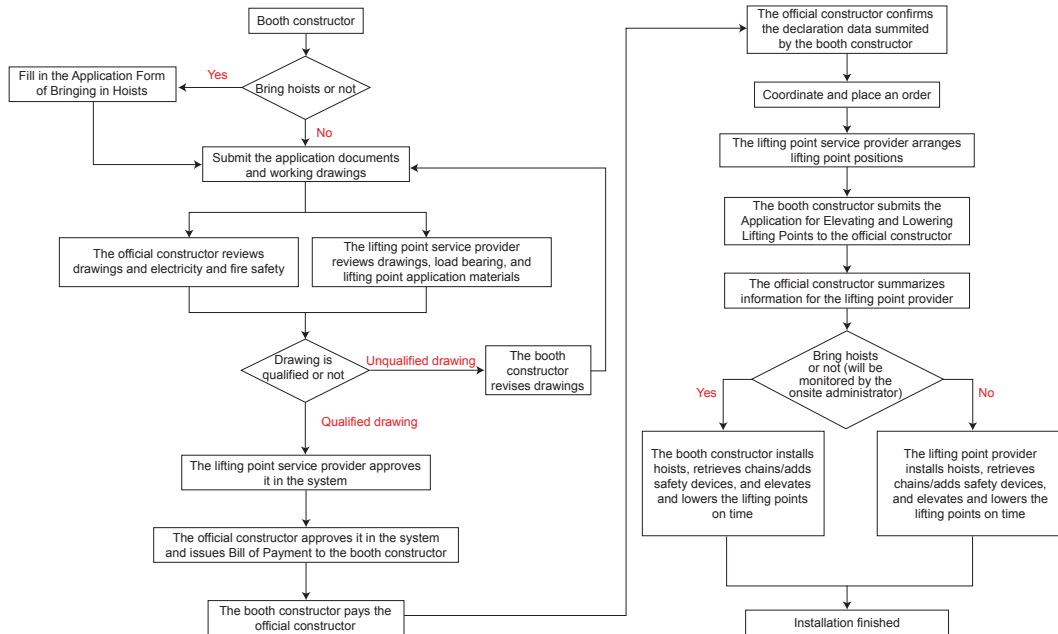 Booth constructor
Bring hoists or not
Yes
Fill in the Application Form
of Bringing in Hoists
No
Submit the application documents
and working drawings
The official constructor reviews
drawings and electricity and fire safety
The lifting point service provider
reviews drawings, load bearing, and
lifting point application materials
Drawing is
qualified or not
Unqualified drawing
The booth
constructor
revises drawings
Qualified drawing
The lifting point service provider approves
it in the system
The official constructor approves it in the system
and issues Bill of Payment to the booth constructor
The booth constructor pays the
official constructor
The official constructor confirms
the declaration data summited
by the booth constructor
Coordinate and place an order
The lifting point service provider arranges
lifting point positions
The booth constructor submits the
Application for Elevating and Lowering
Lifting Points to the official constructor
The official constructor summarizes
information for the lifting point provider
Bring hoists
or not (will be
monitored by the
onsite administrator)
Yes
No
The booth constructor installs
hoists, retrieves chains/adds
safety devices, and elevates
and lowers the lifting points
on time
The lifting point provider
installs hoists, retrieves
chains/adds safety devices,
and elevates and lowers the
lifting points on time
Installation finished